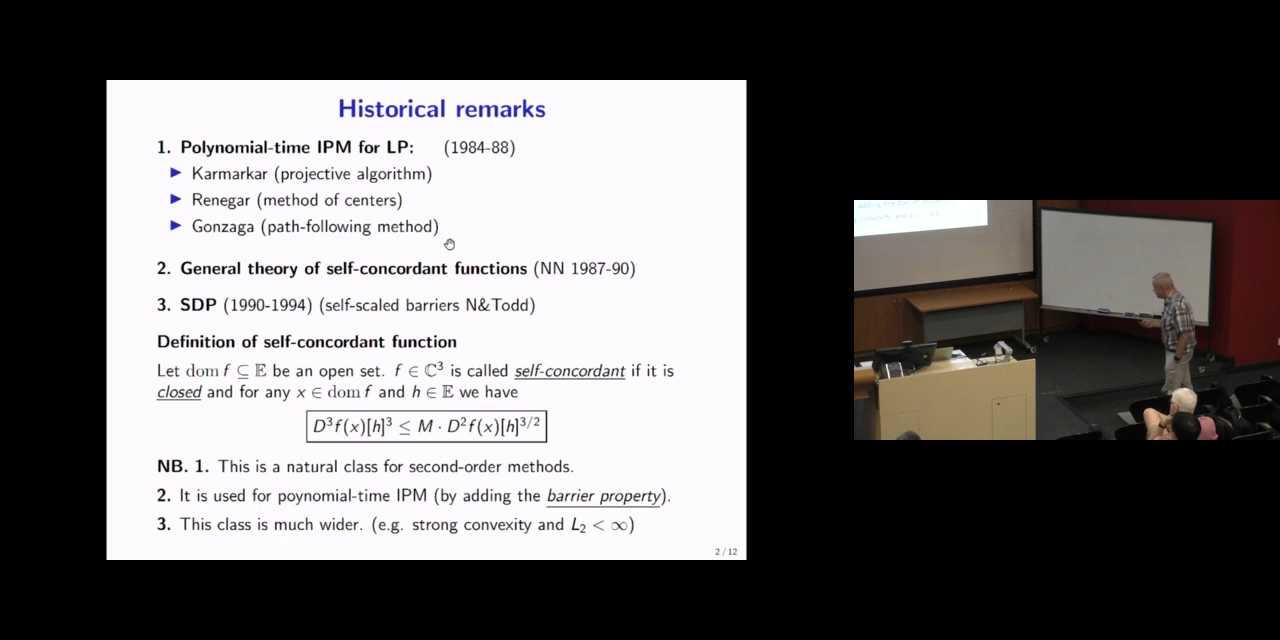 Historical remarks
1. Polynomial-time IPM for LP: (1984-88)
▶ Karmarkar (projective algorithm)
▶ Renegar (method of centers)
▶ Gonzaga (path-following method)
2. General theory of self-concordant functions (NN 1987-90)
3. SDP (1990-1994) (self-scaled barriers N&Todd)
Definition of self-concordant function
Let dom f ⊆ 𝔼 be an open set. f ∈ ℂ³ is called self-concordant if it is
closed and for any x ∈ dom f and h ∈ 𝔼 we have
D³f(x)[h]³ ≤ M · D²f(x)[h]^{3/2}
NB. 1. This is a natural class for second-order methods.
2. It is used for poynomial-time IPM (by adding the barrier property).
3. This class is much wider. (e.g. strong convexity and L₂ < ∞)
2 / 12